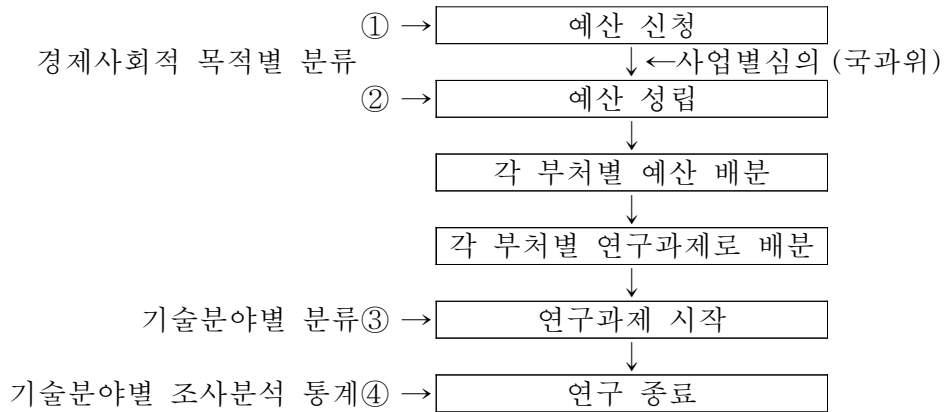 ① → 예산 신청
경제사회적 목적별 분류
↓ ←사업별심의 (국과위)
② → 예산 성립
↓
각 부처별 예산 배분
↓
각 부처별 연구과제로 배분
↓
기술분야별 분류③ → 연구과제 시작
↓
기술분야별 조사분석 통계④ → 연구 종료